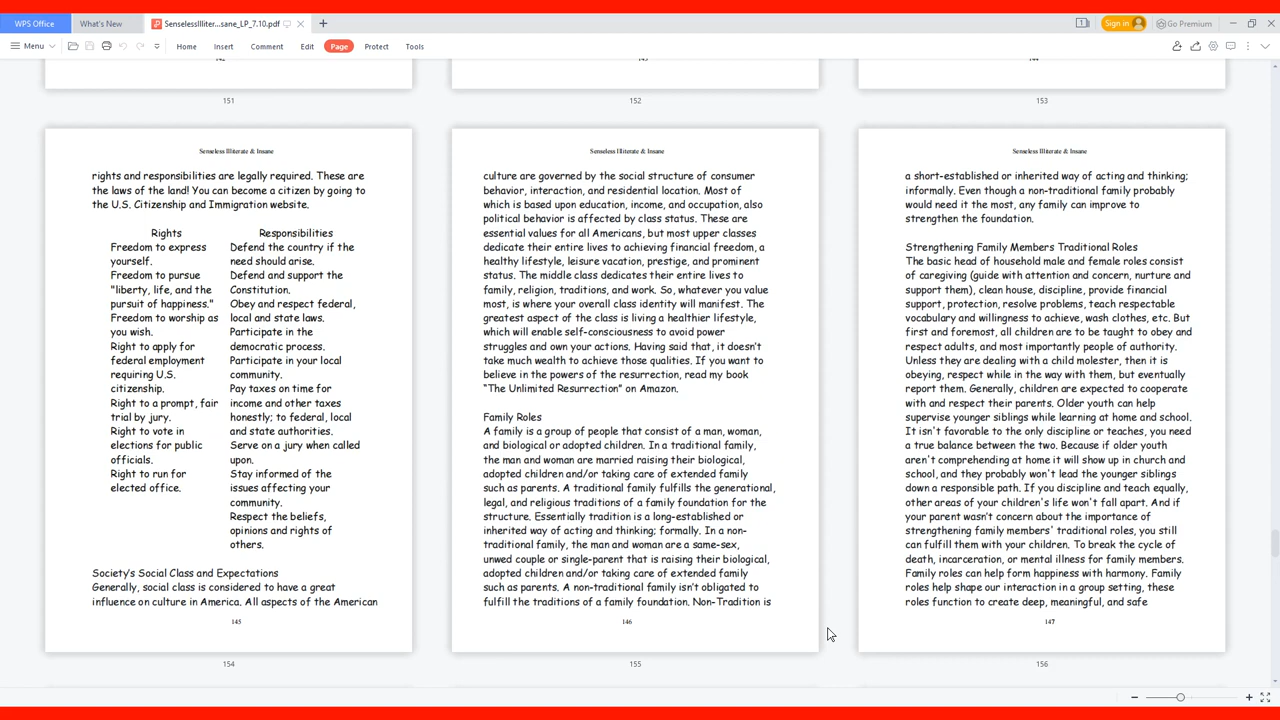 WPS Office
What's New
SenselessIlliter...sane_LP_7.10.pdf
1
Sign in
Go Premium
Menu
Home
Insert
Comment
Edit
Page
Protect
Tools
151
152
153
Senseless Illiterate & Insane
rights and responsibilities are legally required. These are
the laws of the land! You can become a citizen by going to
the U.S. Citizenship and Immigration website.
Rights
Freedom to express
yourself.
Freedom to pursue
"liberty, life, and the
pursuit of happiness."
Freedom to worship as
you wish.
Right to apply for
federal employment
requiring U.S.
citizenship.
Right to a prompt, fair
trial by jury.
Right to vote in
elections for public
officials.
Right to run for
elected office.
Responsibilities
Defend the country if the
need should arise.
Defend and support the
Constitution.
Obey and respect federal,
local and state laws.
Participate in the
democratic process.
Participate in your local
community.
Pay taxes on time for
income and other taxes
honestly; to federal, local
and state authorities.
Serve on a jury when called
upon.
Stay informed of the
issues affecting your
community.
Respect the beliefs,
opinions and rights of
others.
Society's Social Class and Expectations
Generally, social class is considered to have a great
influence on culture in America. All aspects of the American
145
154
Senseless Illiterate & Insane
culture are governed by the social structure of consumer
behavior, interaction, and residential location. Most of
which is based upon education, income, and occupation, also
political behavior is affected by class status. These are
essential values for all Americans, but most upper classes
dedicate their entire lives to achieving financial freedom, a
healthy lifestyle, leisure vacation, prestige, and prominent
status. The middle class dedicates their entire lives to
family, religion, traditions, and work. So, whatever you value
most, is where your overall class identity will manifest. The
greatest aspect of the class is living a healthier lifestyle,
which will enable self-consciousness to avoid power
struggles and own your actions. Having said that, it doesn't
take much wealth to achieve those qualities. If you want to
believe in the powers of the resurrection, read my book
"The Unlimited Resurrection" on Amazon.
Family Roles
A family is a group of people that consist of a man, woman,
and biological or adopted children. In a traditional family,
the man and woman are married raising their biological,
adopted children and/or taking care of extended family
such as parents. A traditional family fulfills the generational,
legal, and religious traditions of a family foundation for the
structure. Essentially tradition is a long-established or
inherited way of acting and thinking; formally. In a non-
traditional family, the man and woman are a same-sex,
unwed couple or single-parent that is raising their biological,
adopted children and/or taking care of extended family
such as parents. A non-traditional family isn't obligated to
fulfill the traditions of a family foundation. Non-Tradition is
146
155
Senseless Illiterate & Insane
a short-established or inherited way of acting and thinking;
informally. Even though a non-traditional family probably
would need it the most, any family can improve to
strengthen the foundation.
Strengthening Family Members Traditional Roles
The basic head of household male and female roles consist
of caregiving (guide with attention and concern, nurture and
support them), clean house, discipline, provide financial
support, protection, resolve problems, teach respectable
vocabulary and willingness to achieve, wash clothes, etc. But
first and foremost, all children are to be taught to obey and
respect adults, and most importantly people of authority.
Unless they are dealing with a child molester, then it is
obeying, respect while in the way with them, but eventually
report them. Generally, children are expected to cooperate
with and respect their parents. Older youth can help
supervise younger siblings while learning at home and school.
It isn't favorable to the only discipline or teaches, you need
a true balance between the two. Because if older youth
aren't comprehending at home it will show up in church and
school, and they probably won't lead the younger siblings
down a responsible path. If you discipline and teach equally,
other areas of your children's life won't fall apart. And if
your parent wasn't concern about the importance of
strengthening family members' traditional roles, you still
can fulfill them with your children. To break the cycle of
death, incarceration, or mental illness for family members.
Family roles can help form happiness with harmony. Family
roles help shape our interaction in a group setting, these
roles function to create deep, meaningful, and safe
147
156